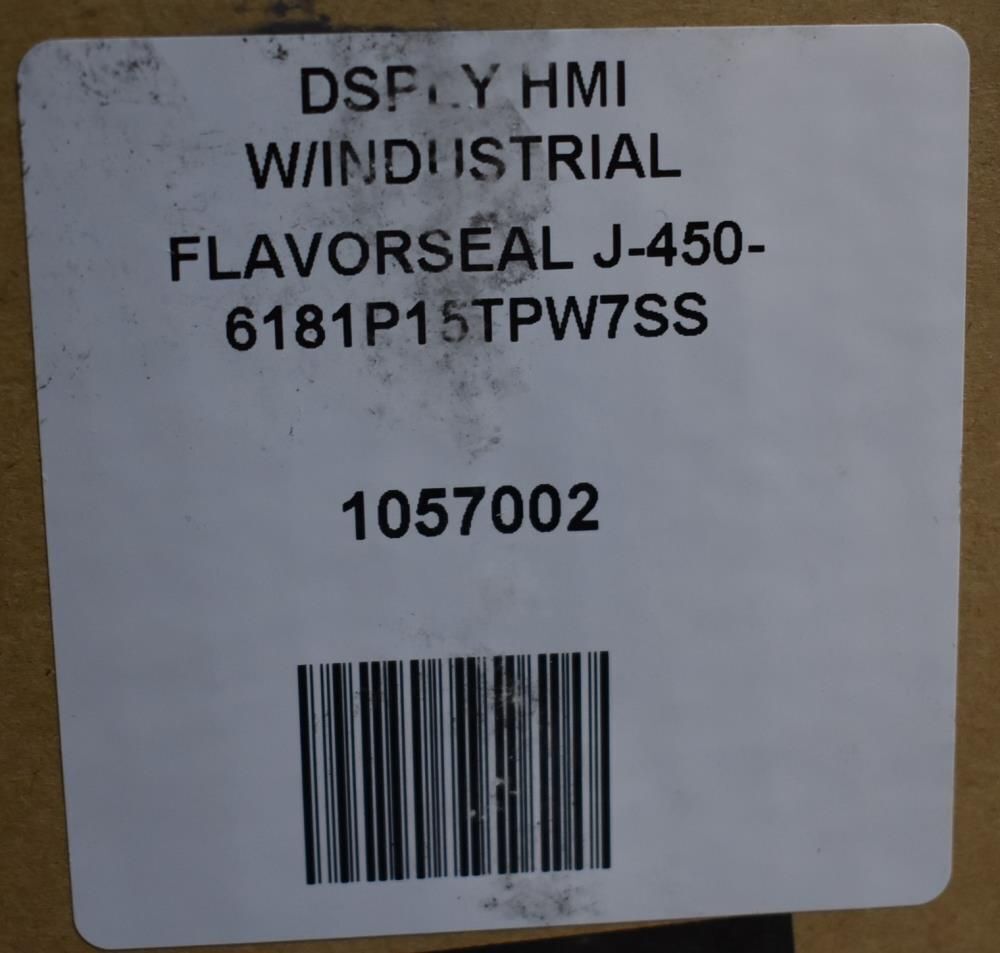 DSPLY HMI
W/INDUSTRIAL
FLAVORSEAL J-450-
6181P15TPW7SS
1057002